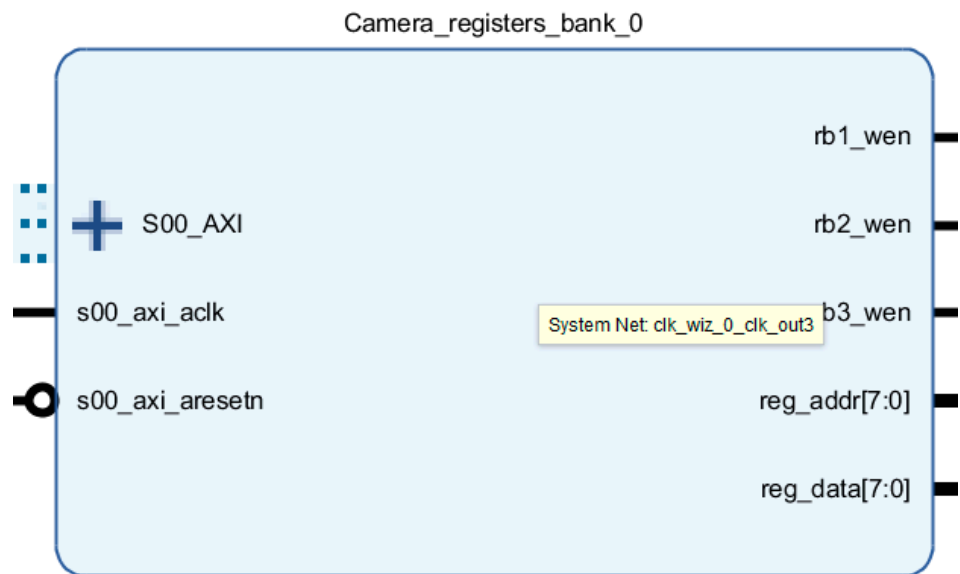 Camera_registers_bank_0
rb1_wen
S00_AXI
rb2_wen
s00_axi_aclk
System Net: clk_wiz_0_clk_out3
b3_wen
s00_axi_aresetn
reg_addr[7:0]
reg_data[7:0]